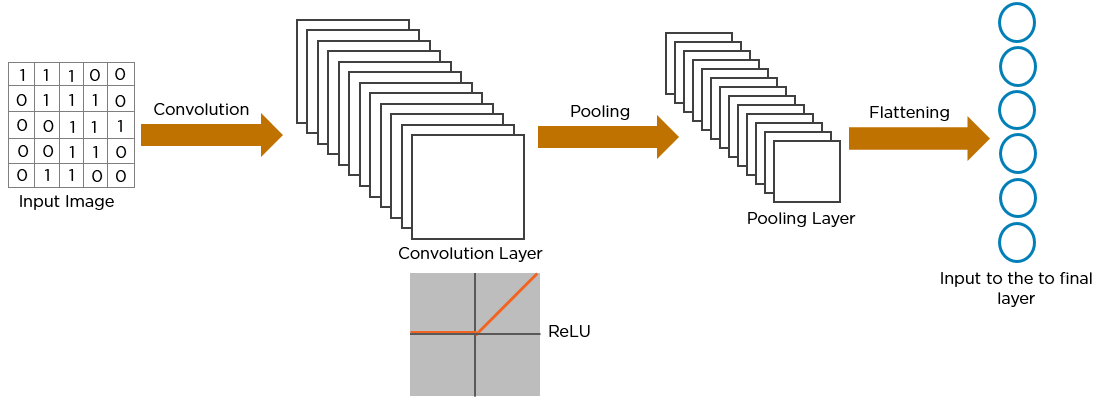 1 1 1 0 0
0 1 1 1 0
0 0 1 1 1
0 0 1 1 0
0 1 1 0 0
Input Image
Convolution
Convolution Layer
ReLU
Pooling
Pooling Layer
Flattening
Input to the to final
layer